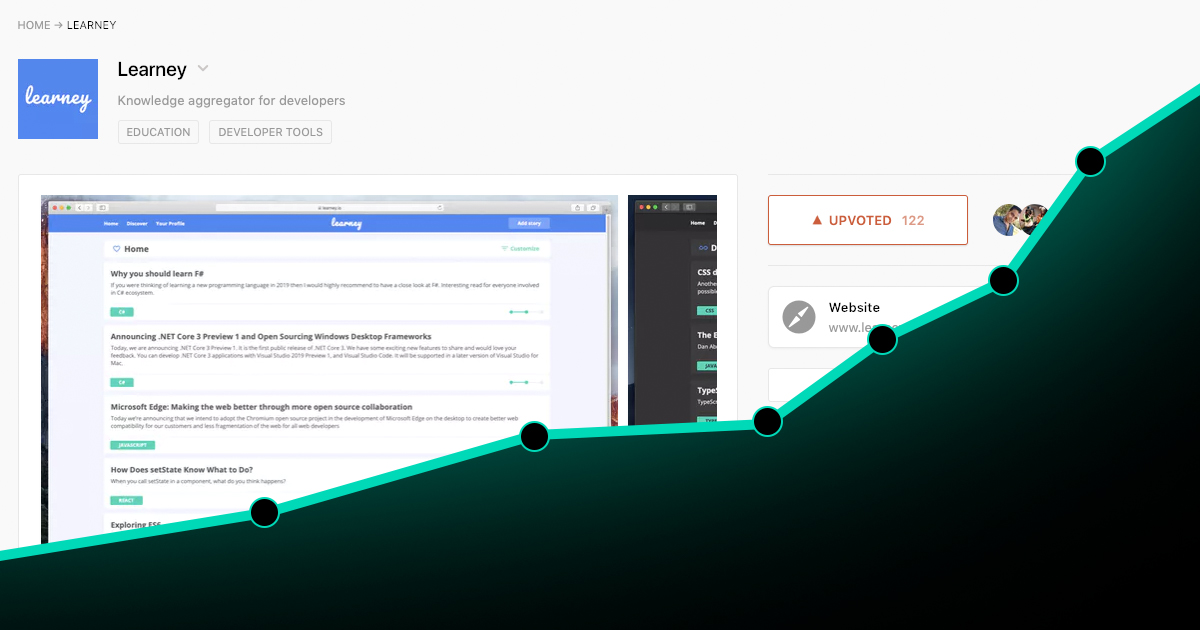 HOME → LEARNEY
learney
Learney
Knowledge aggregator for developers
EDUCATION DEVELOPER TOOLS
learney.io
Home Discover Your Profile learney Add story
Home Customize
Why you should learn F#
If you were thinking of learning a new programming language in 2019 then I would highly recommend to have a close look at F#. Interesting read for everyone involved
in C# ecosystem.
C#
Announcing .NET Core 3 Preview 1 and Open Sourcing Windows Desktop Frameworks
Today, we are announcing .NET Core 3 Preview 1. It is the first public release of .NET Core 3. We have some exciting new features to share and would love your
feedback. You can develop .NET Core 3 applications with Visual Studio 2019 Preview 1, and Visual Studio Code. It will be supported in a later version of Visual Studio for
Mac.
C#
Microsoft Edge: Making the web better through more open source collaboration
Today we're announcing that we intend to adopt the Chromium open source project in the development of Microsoft Edge on the desktop to create better web
compatibility for our customers and less fragmentation of the web for all web developers.
JAVASCRIPT
How Does setState Know What to Do?
When you call setState in a component, what do you think happens?
REACT
Exploring ES6
Home
CSS
Anothe
possib
CSS
The E
Dan Ab
JAVA
TypeS
TypeSc
▲ UPVOTED 122
Website